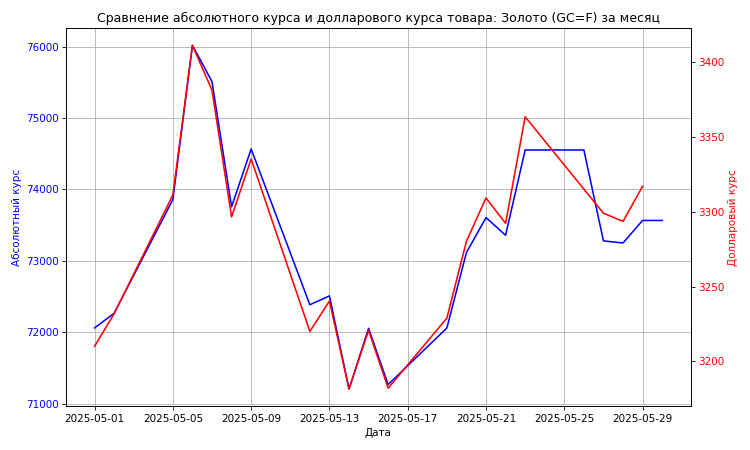 Сравнение абсолютного курса и долларового курса товара: Золото (GC=F) за месяц
76000
75000
74000
73000
72000
71000
Абсолютный курс
3400
3350
3300
3250
3200
Долларовый курс
2025-05-01 2025-05-05 2025-05-09 2025-05-13 2025-05-17 2025-05-21 2025-05-25 2025-05-29
Дата